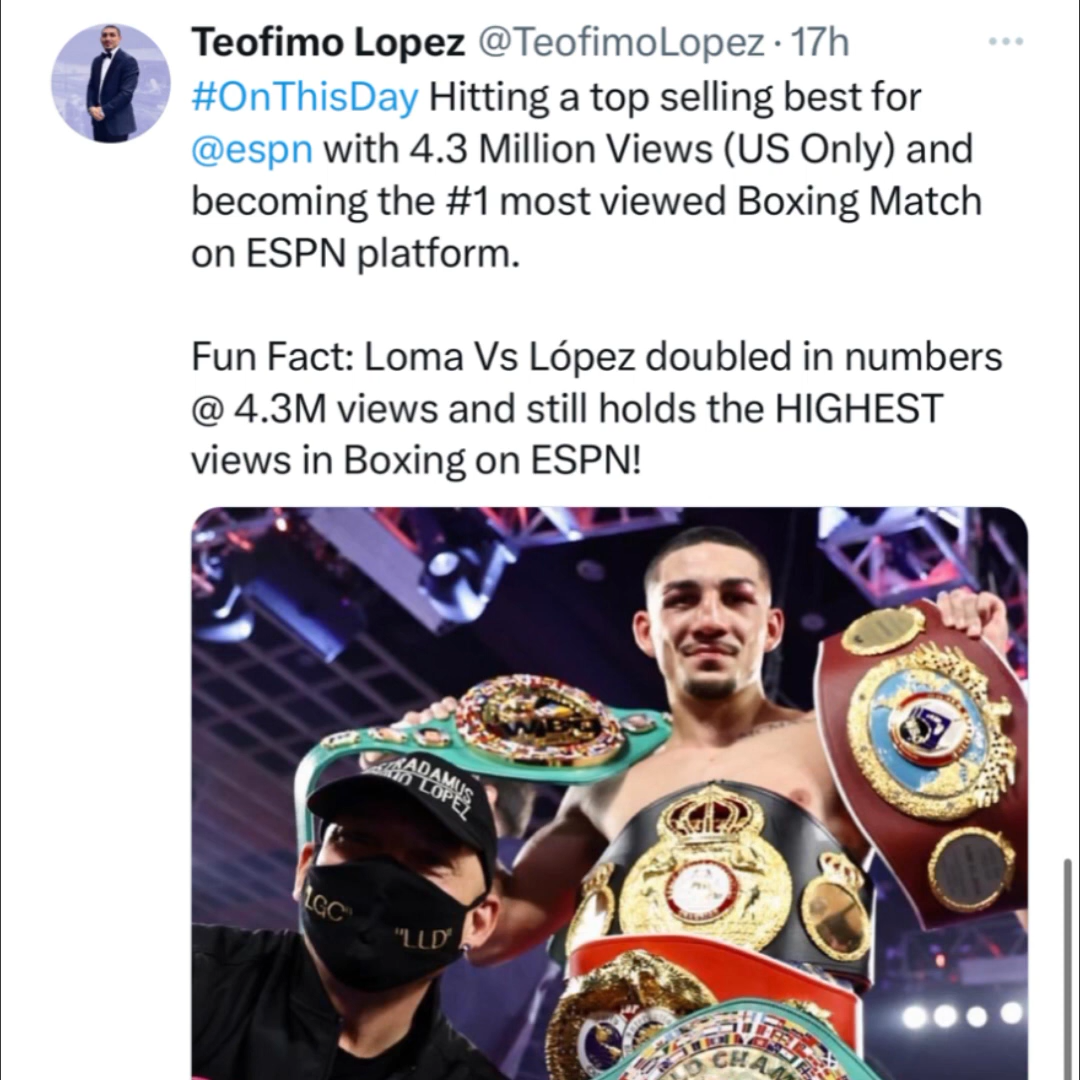 Teofimo Lopez @TeofimoLopez · 17h
#OnThisDay Hitting a top selling best for
@espn with 4.3 Million Views (US Only) and
becoming the #1 most viewed Boxing Match
on ESPN platform.
Fun Fact: Loma Vs López doubled in numbers
@ 4.3M views and still holds the HIGHEST
views in Boxing on ESPN!
WBC
LOPEZ
LGC"
"LLD"
CHAM